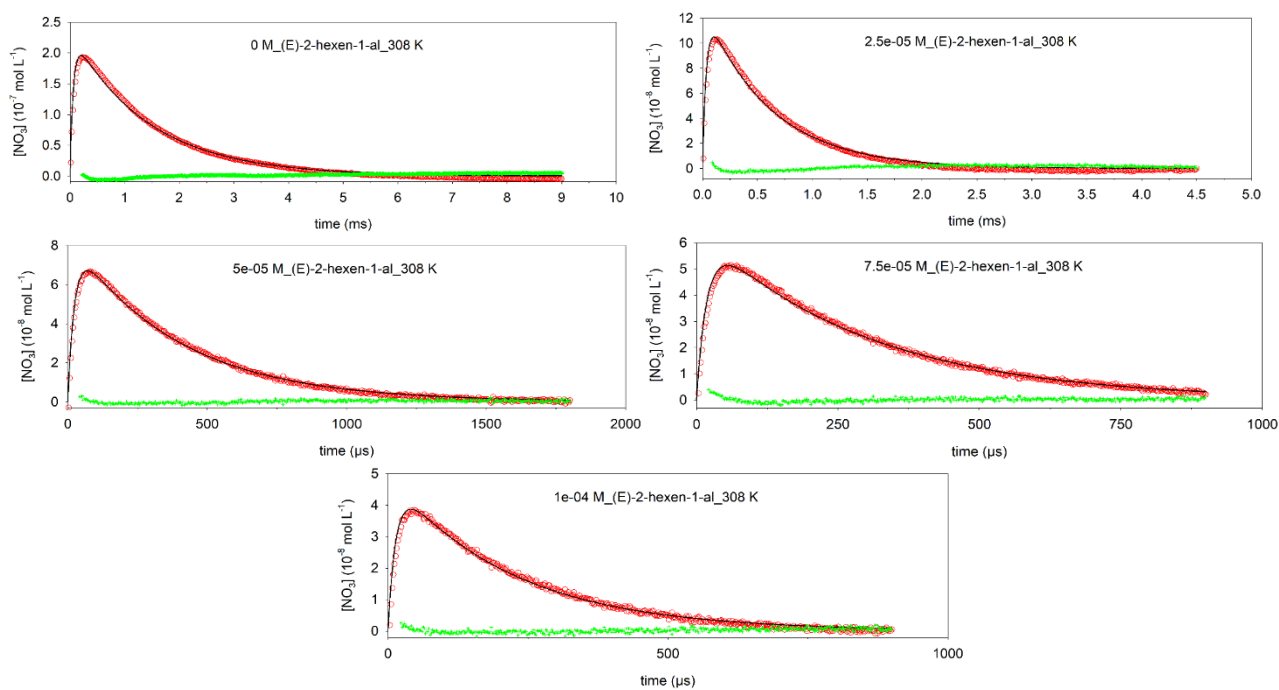 0 M_(E)-2-hexen-1-al_308 K
[NO₃] (10⁻⁷ mol L⁻¹)
2.5
2.0
1.5
1.0
0.5
0.0
0 1 2 3 4 5 6 7 8 9 10
time (ms)
2.5e-05 M_(E)-2-hexen-1-al_308 K
[NO₃] (10⁻⁸ mol L⁻¹)
12
10
8
6
4
2
0
0.0 0.5 1.0 1.5 2.0 2.5 3.0 3.5 4.0 4.5 5.0
time (ms)
5e-05 M_(E)-2-hexen-1-al_308 K
[NO₃] (10⁻⁸ mol L⁻¹)
8
6
4
2
0
0 500 1000 1500 2000
time (µs)
7.5e-05 M_(E)-2-hexen-1-al_308 K
[NO₃] (10⁻⁸ mol L⁻¹)
6
5
4
3
2
1
0
0 250 500 750 1000
time (µs)
1e-04 M_(E)-2-hexen-1-al_308 K
[NO₃] (10⁻⁸ mol L⁻¹)
5
4
3
2
1
0
0 500 1000
time (µs)